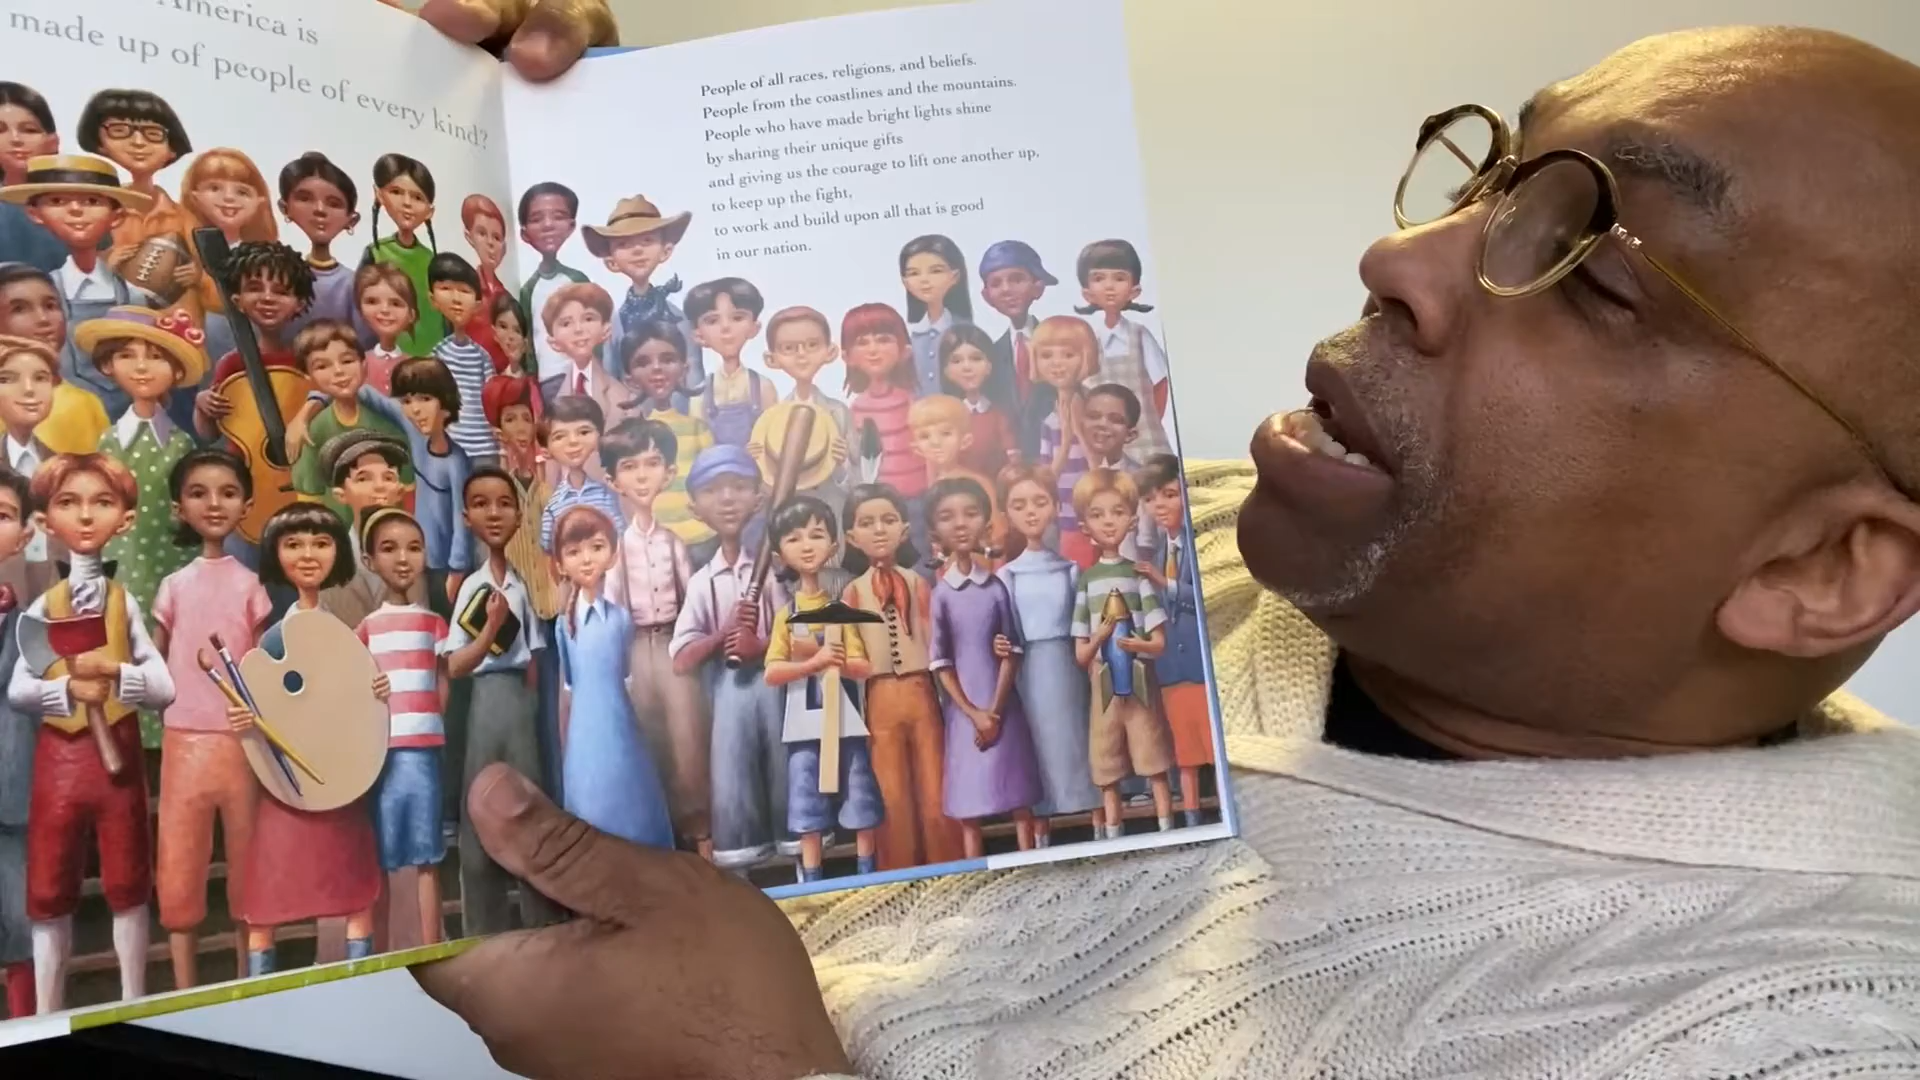 America is
made up of people of every kind?
People of all races, religions, and beliefs.
People from the coastlines and the mountains.
People who have made bright lights shine
by sharing their unique gifts
and giving us the courage to lift one another up,
to keep up the fight,
to work and build upon all that is good
in our nation.